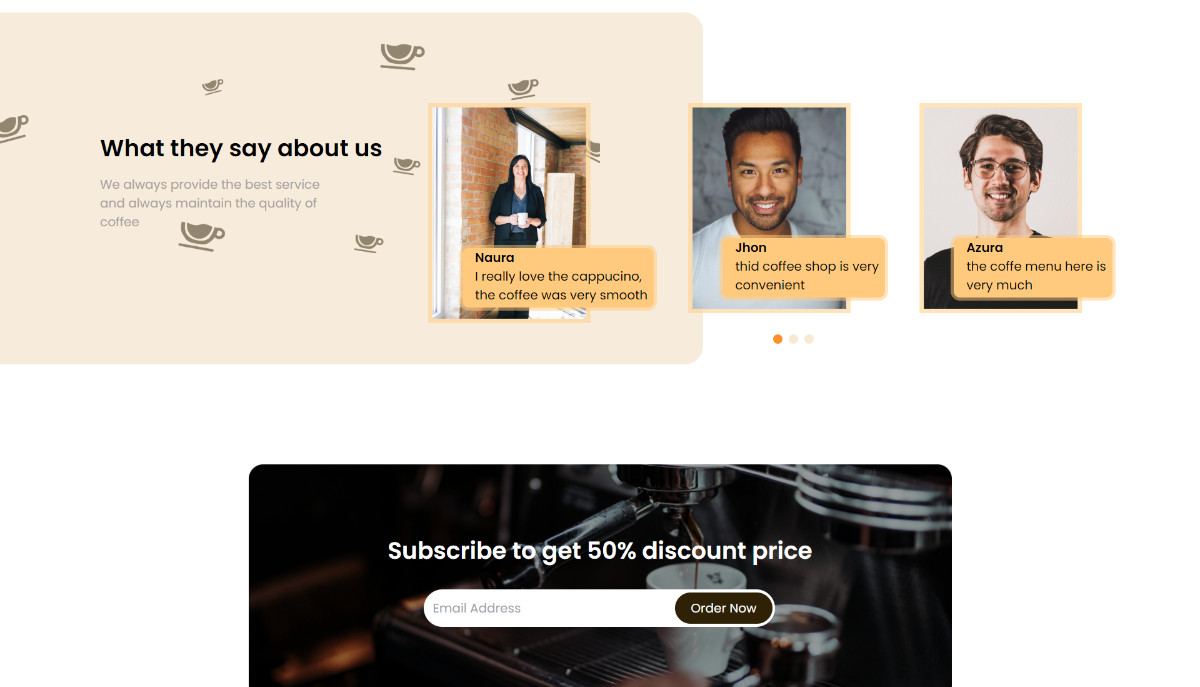 What they say about us
We always provide the best service
and always maintain the quality of
coffee
Naura
I really love the cappucino,
the coffee was very smooth
Jhon
thid coffee shop is very
convenient
Azura
the coffe menu here is
very much
Subscribe to get 50% discount price
Email Address
Order Now